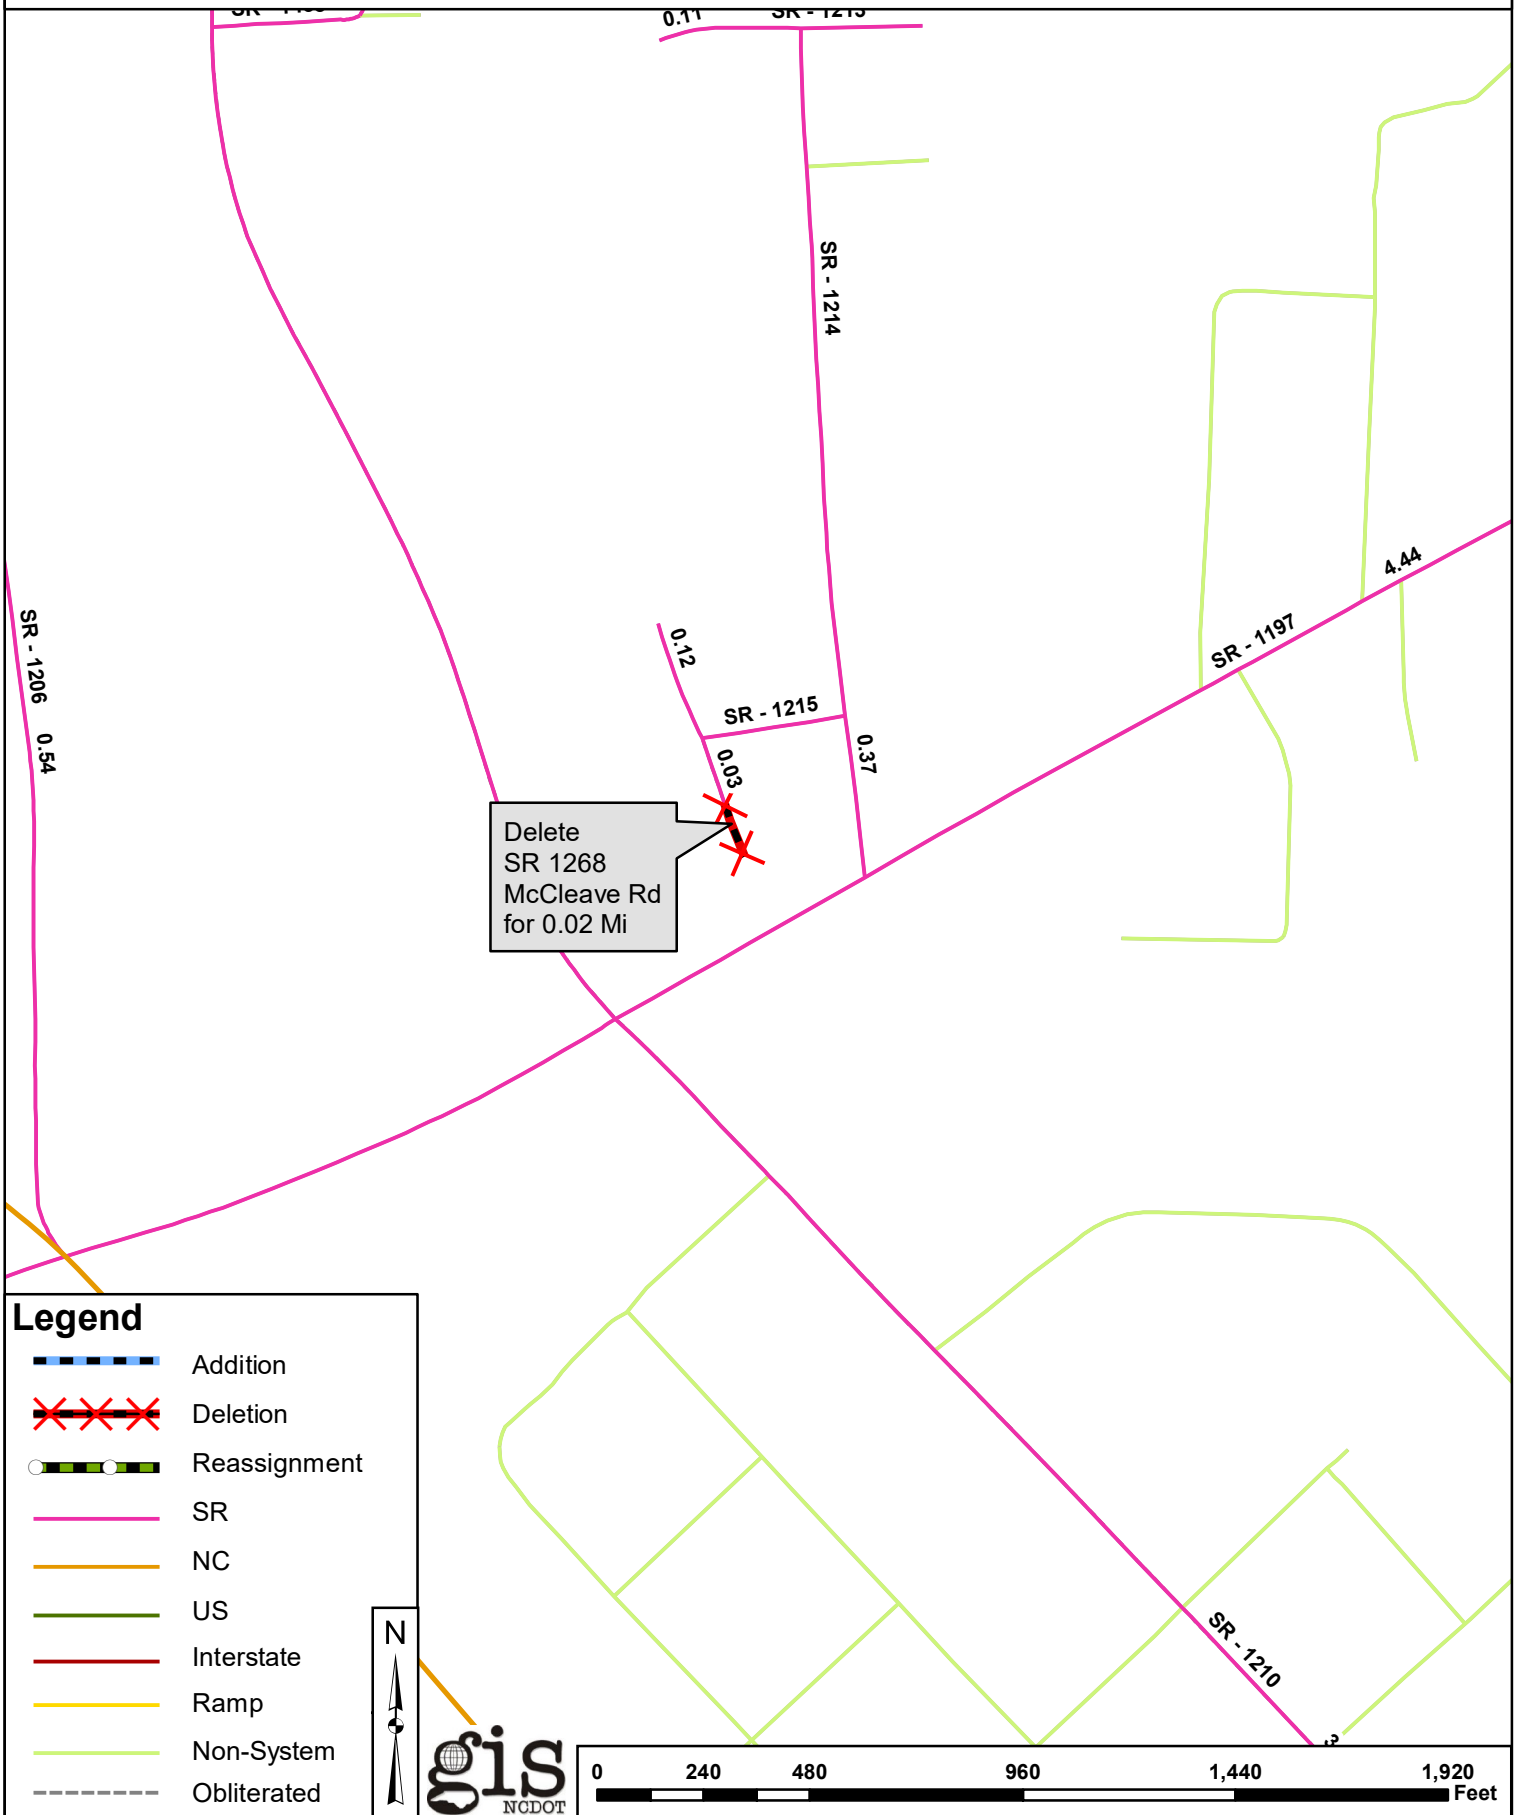 0.11
SR - 1213
SR - 1214
4.44
SR - 1197
SR - 1206
0.54
0.12
SR - 1215
0.03
0.37
Delete
SR 1268
McCleave Rd
for 0.02 Mi
Legend
Addition
Deletion
Reassignment
SR
NC
US
Interstate
Ramp
Non-System
Obliterated
N
SR - 1210
gis
NCDOT
0 240 480 960 1,440 1,920
Feet